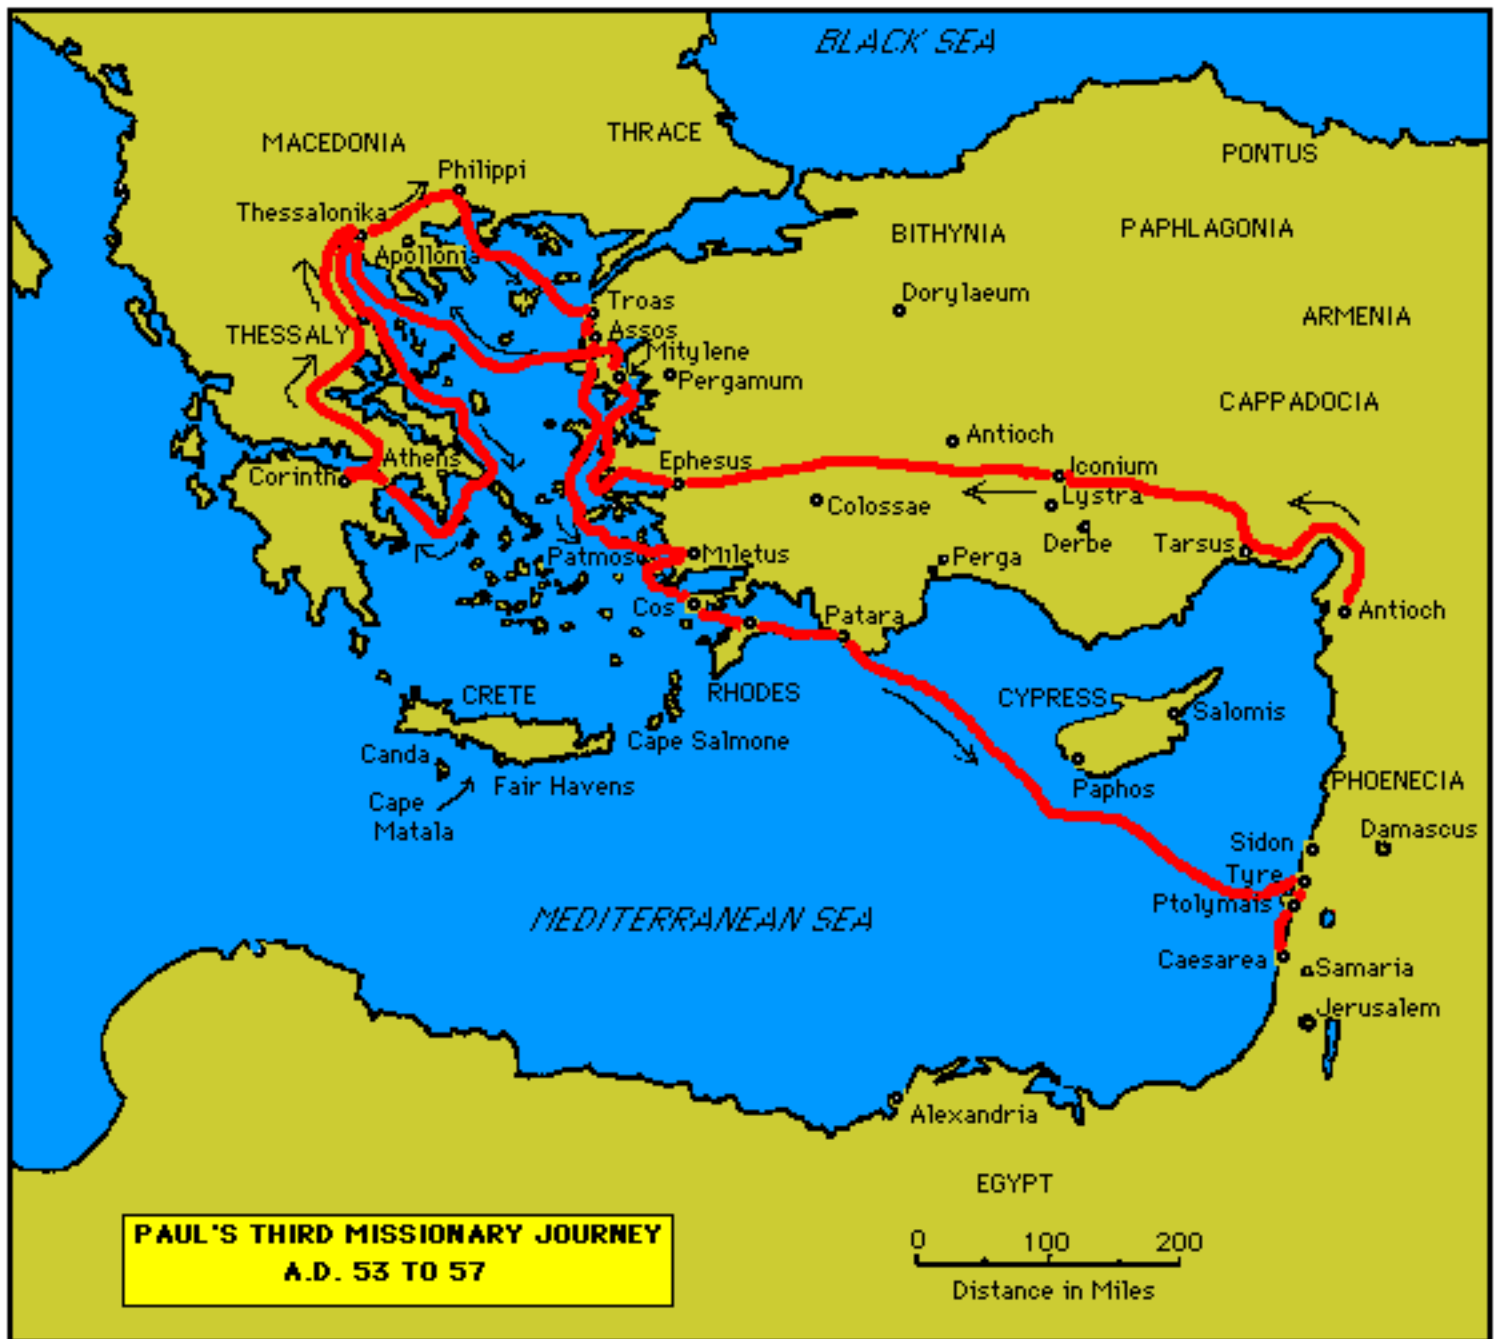 BLACK SEA
MACEDONIA
THRACE
PONTUS
Philippi
Thessalonika
BITHYNIA
PAPHLAGONIA
Apollonia
Troas
Dorylaeum
ARMENIA
THESSALY
Assos
Mitylene
Pergamum
CAPPADOCIA
Antioch
Athens
Corinth
Ephesus
Iconium
Colossae
Lystra
Derbe
Tarsus
Patmos
Miletus
Perga
Cos
Patara
Antioch
CRETE
RHODES
CYPRESS
Salomis
Canda
Cape Salmone
Fair Havens
Paphos
PHOENECIA
Cape
Matala
Sidon
Damascus
Tyre
Ptolymais
MEDITERRANEAN SEA
Caesarea
Samaria
Jerusalem
Alexandria
EGYPT
PAUL'S THIRD MISSIONARY JOURNEY
A.D. 53 TO 57
0 100 200
Distance in Miles